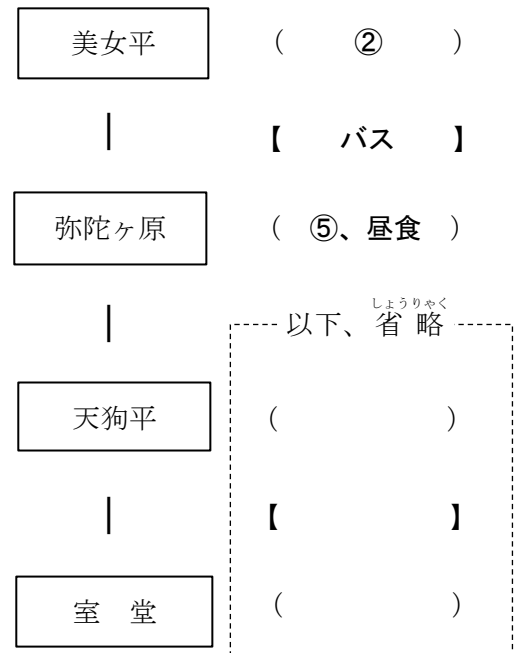 美女平 ( ② )
【 バス 】
弥陀ヶ原 ( ⑤、昼食 )
しょうりゃく
以下、省略
天狗平 ( )
【 】
室 堂 ( )